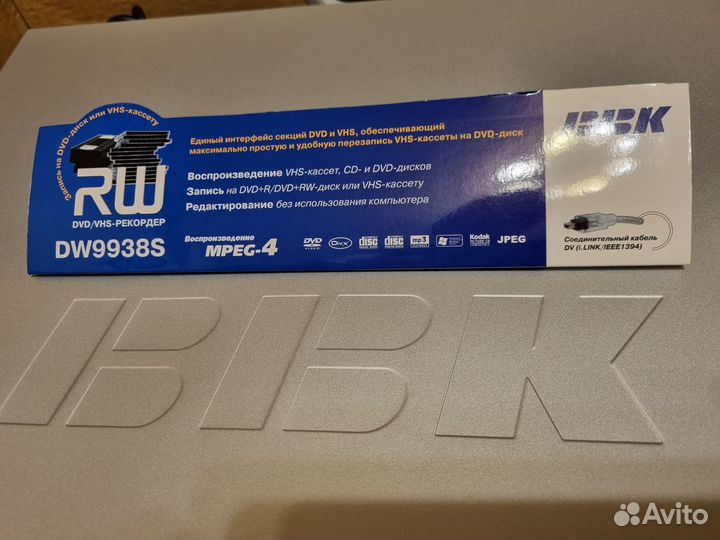 Запись на DVD-диск или VHS-кассету
RW
DVD/VHS-РЕКОРДЕР
DW9938S
Единый интерфейс секций DVD и VHS, обеспечивающий
максимально простую и удобную перезапись VHS-кассеты на DVD-диск
Воспроизведение VHS-кассет, CD- и DVD-дисков
Запись на DVD+R/DVD+RW-диск или VHS-кассету
Редактирование без использования компьютера
Воспроизведение
MPEG-4
DVD
VIDEO
DivX
disc
disc
mp3
Kodak
JPEG
BBK
Соединительный кабель
DV (i.LINK/IEEE1394)
BBK
Avito